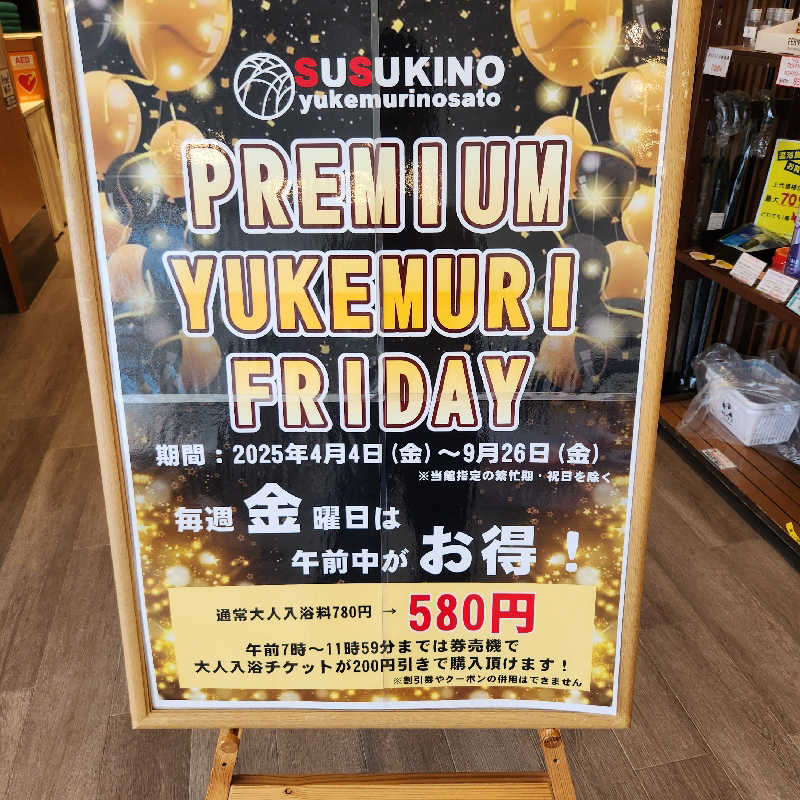 SUSUKINO
yukemurinosato
PREMIUM
YUKEMURI
FRIDAY
期間：2025年4月4日(金)～9月26日(金)
※当館指定の繁忙期・祝日を除く
毎週金曜日は
午前中がお得！
通常大人入浴料780円 → 580円
午前7時～11時59分までは券売機で
大人入浴チケットが200円引きで購入頂けます！
※割引券やクーポンの併用はできません
AED